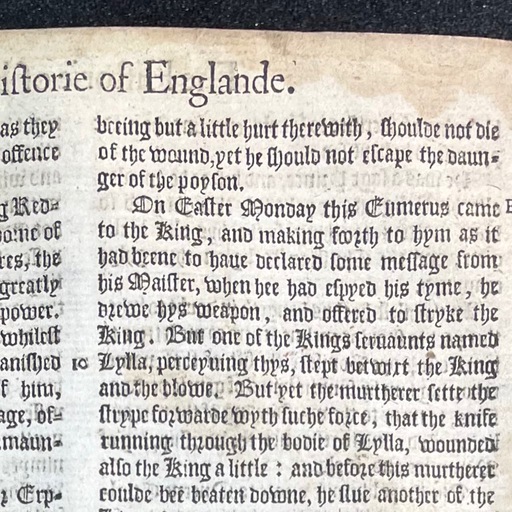 istorie of Englande.
as they
offence
g Red-
res, the
greatly
power.
whilest
anished
f him,
age, of-
maun-
Erp-
beeing but a little hurt therewith, shoulde not die
of the wound, yet he should not escape the daun-
ger of the poyson.
On Easter Monday this Eumerus came
to the King, and making foorth to hym as it
had beene to haue declared some message from
his Maister, when hee had espyed his tyme, he
drewe hys weapon, and offered to stryke the
King. But one of the Kings seruaunts named
10 Lylla, perceyuing thys, stept betwixt the King
and the blowe. But yet the murtherer sette the
strype forwarde wyth suche force, that the knife
running through the bodie of Lylla, wounded
also the King a little : and before this murtherer
coulde bee beaten downe, he slue another of the